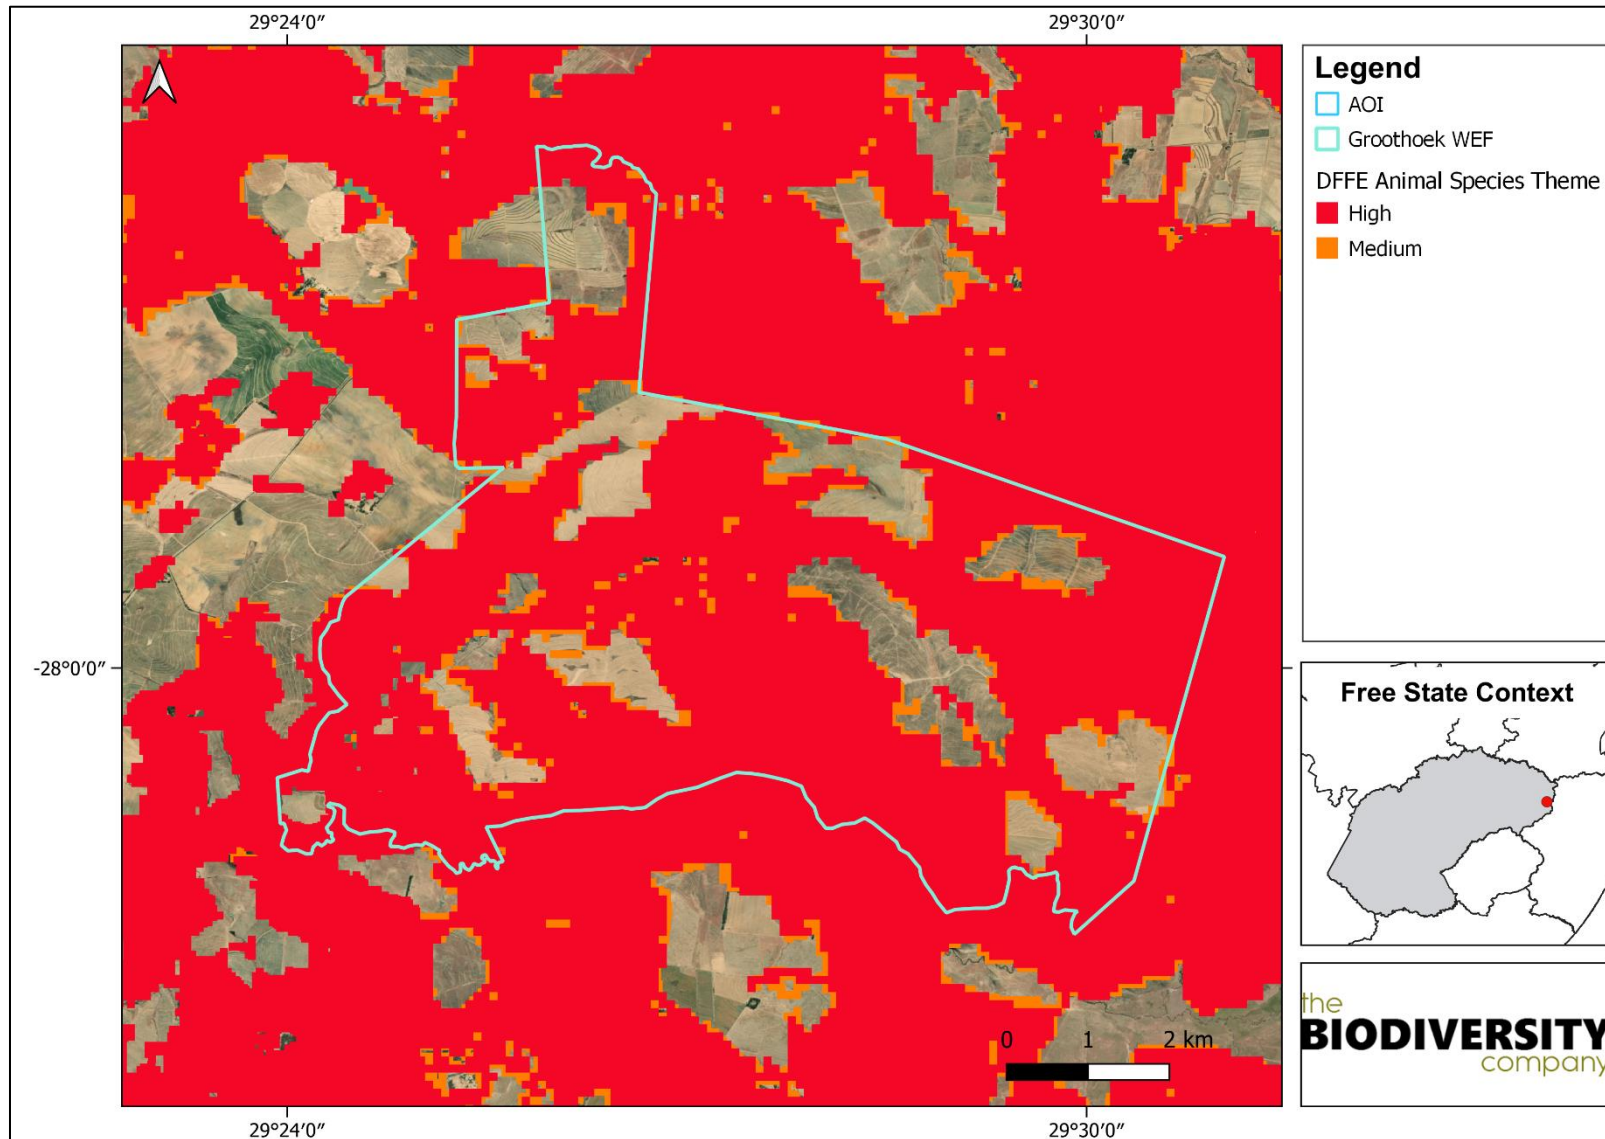 29°24′0″
29°30′0″
Legend
AOI
Groothoek WEF
DFFE Animal Species Theme
High
Medium
-28°0′0″
Free State Context
the
BIODIVERSITY
company
0 1 2 km
29°24′0″
29°30′0″